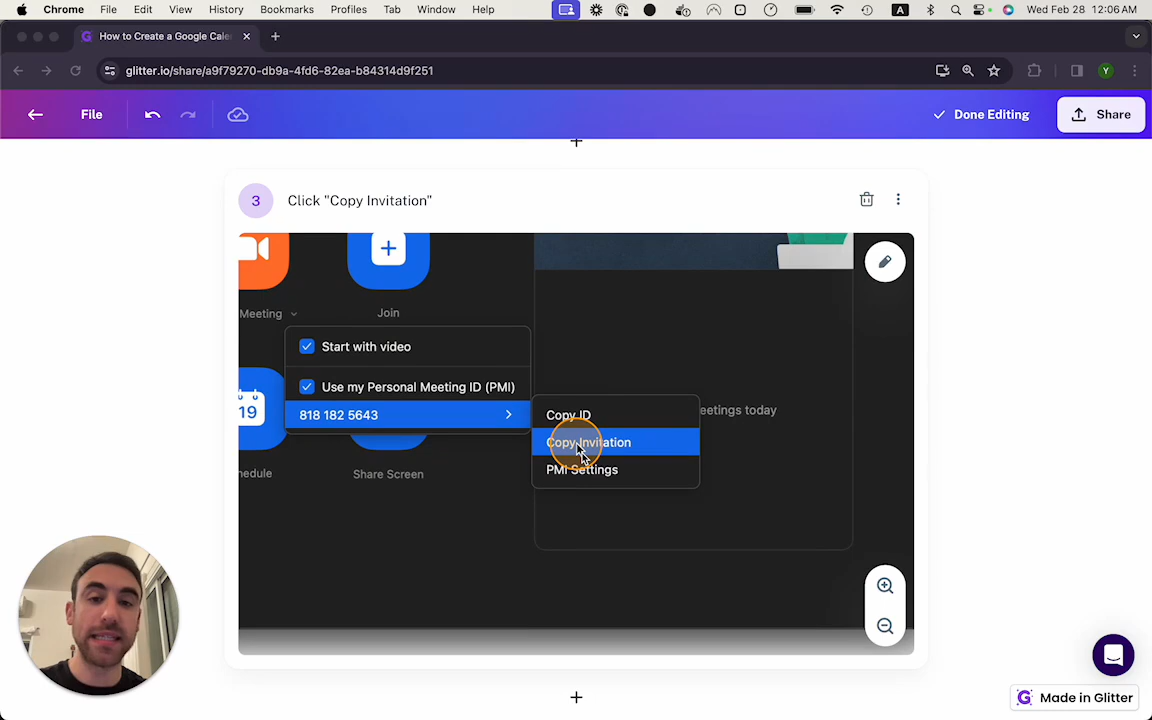 Chrome File Edit View History Bookmarks Profiles Tab Window Help A Wed Feb 28 12:06 AM
How to Create a Google Cale
glitter.io/share/a9f79270-db9a-4fd6-82ea-b84314d9f251 Y
File Done Editing Share
3 Click "Copy Invitation"
Meeting Join
Start with video
Use my Personal Meeting ID (PMI)
818 182 5643 Copy ID
19 eetings today
Copy Invitation
PMI Settings
edule Share Screen
Made in Glitter